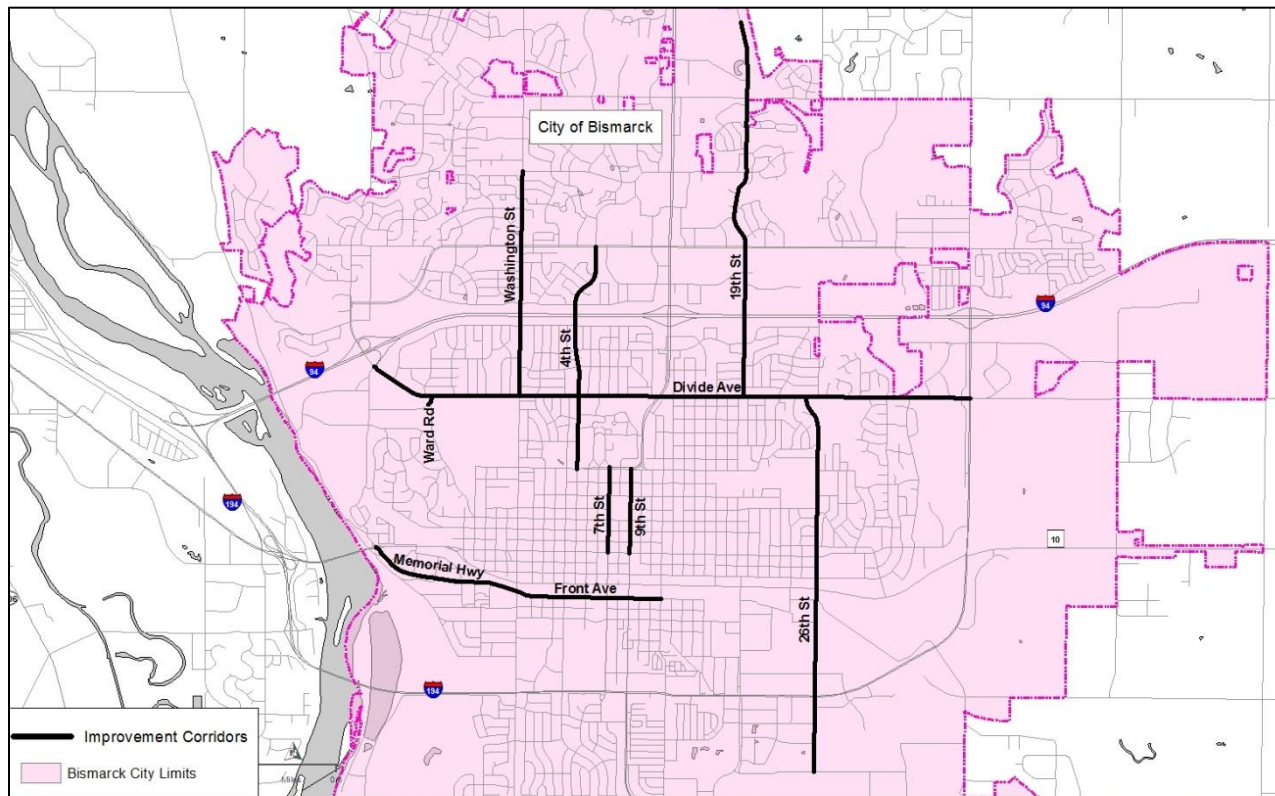 City of Bismarck
Washington St
19th St
94
4th St
94
Divide Ave
Ward Rd
194
7th St
9th St
10
Memorial Hwy
Front Ave
26th St
194
Improvement Corridors
Bismarck City Limits
Miles